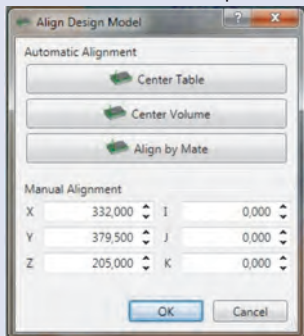 Align Design Model
Automatic Alignment
Center Table
Center Volume
Align by Mate
Manual Alignment
X 332,000 I 0,000
Y 379,500 J 0,000
Z 205,000 K 0,000
OK Cancel